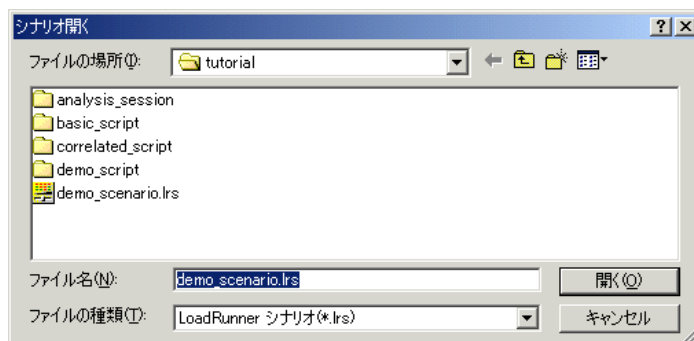 シナリオ開く
ファイルの場所(I): tutorial
analysis_session
basic_script
correlated_script
demo_script
demo_scenario.lrs
ファイル名(N): demo_scenario.lrs 開く(O)
ファイルの種類(T): LoadRunner シナリオ(*.lrs) キャンセル